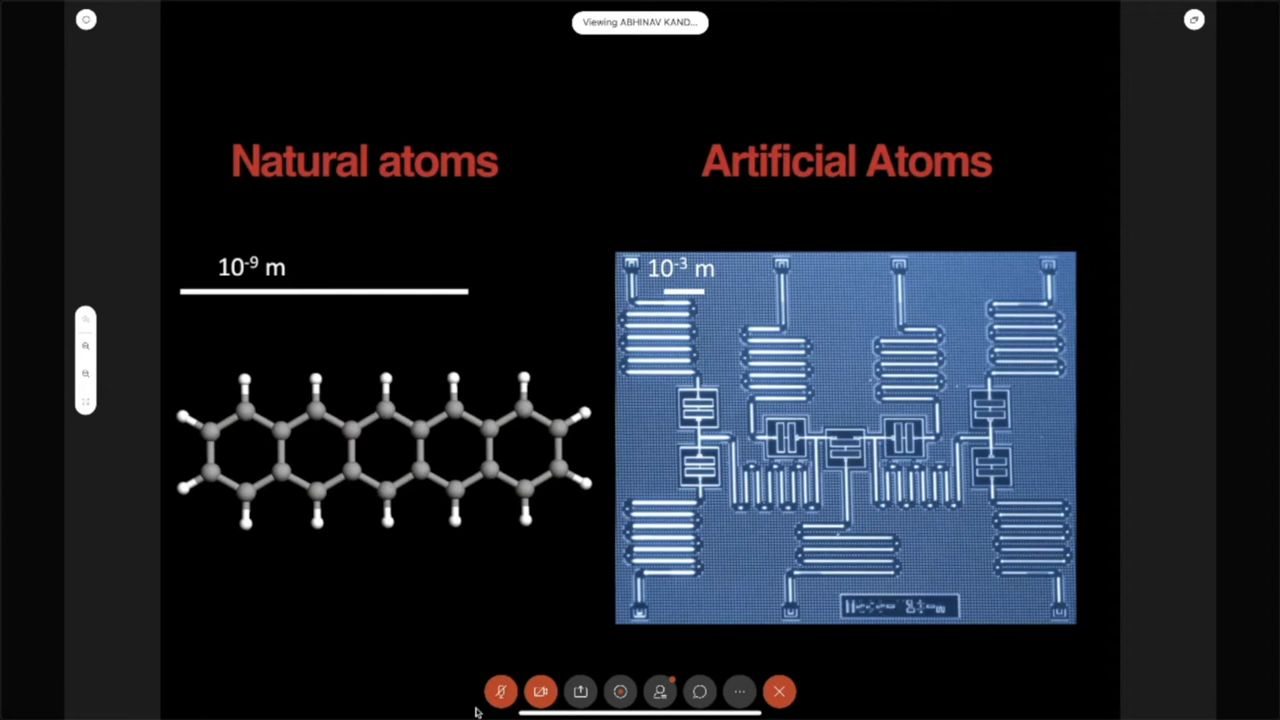 Viewing ABHINAV KAND...
Natural atoms
Artificial Atoms
10⁻⁹ m
10⁻³ m